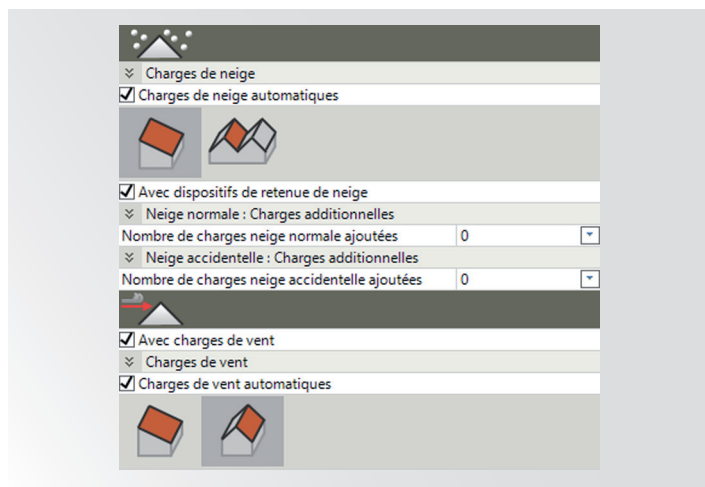 Charges de neige
Charges de neige automatiques
Avec dispositifs de retenue de neige
Neige normale : Charges additionnelles
Nombre de charges neige normale ajoutées 0
Neige accidentelle : Charges additionnelles
Nombre de charges neige accidentelle ajoutées 0
Avec charges de vent
Charges de vent
Charges de vent automatiques